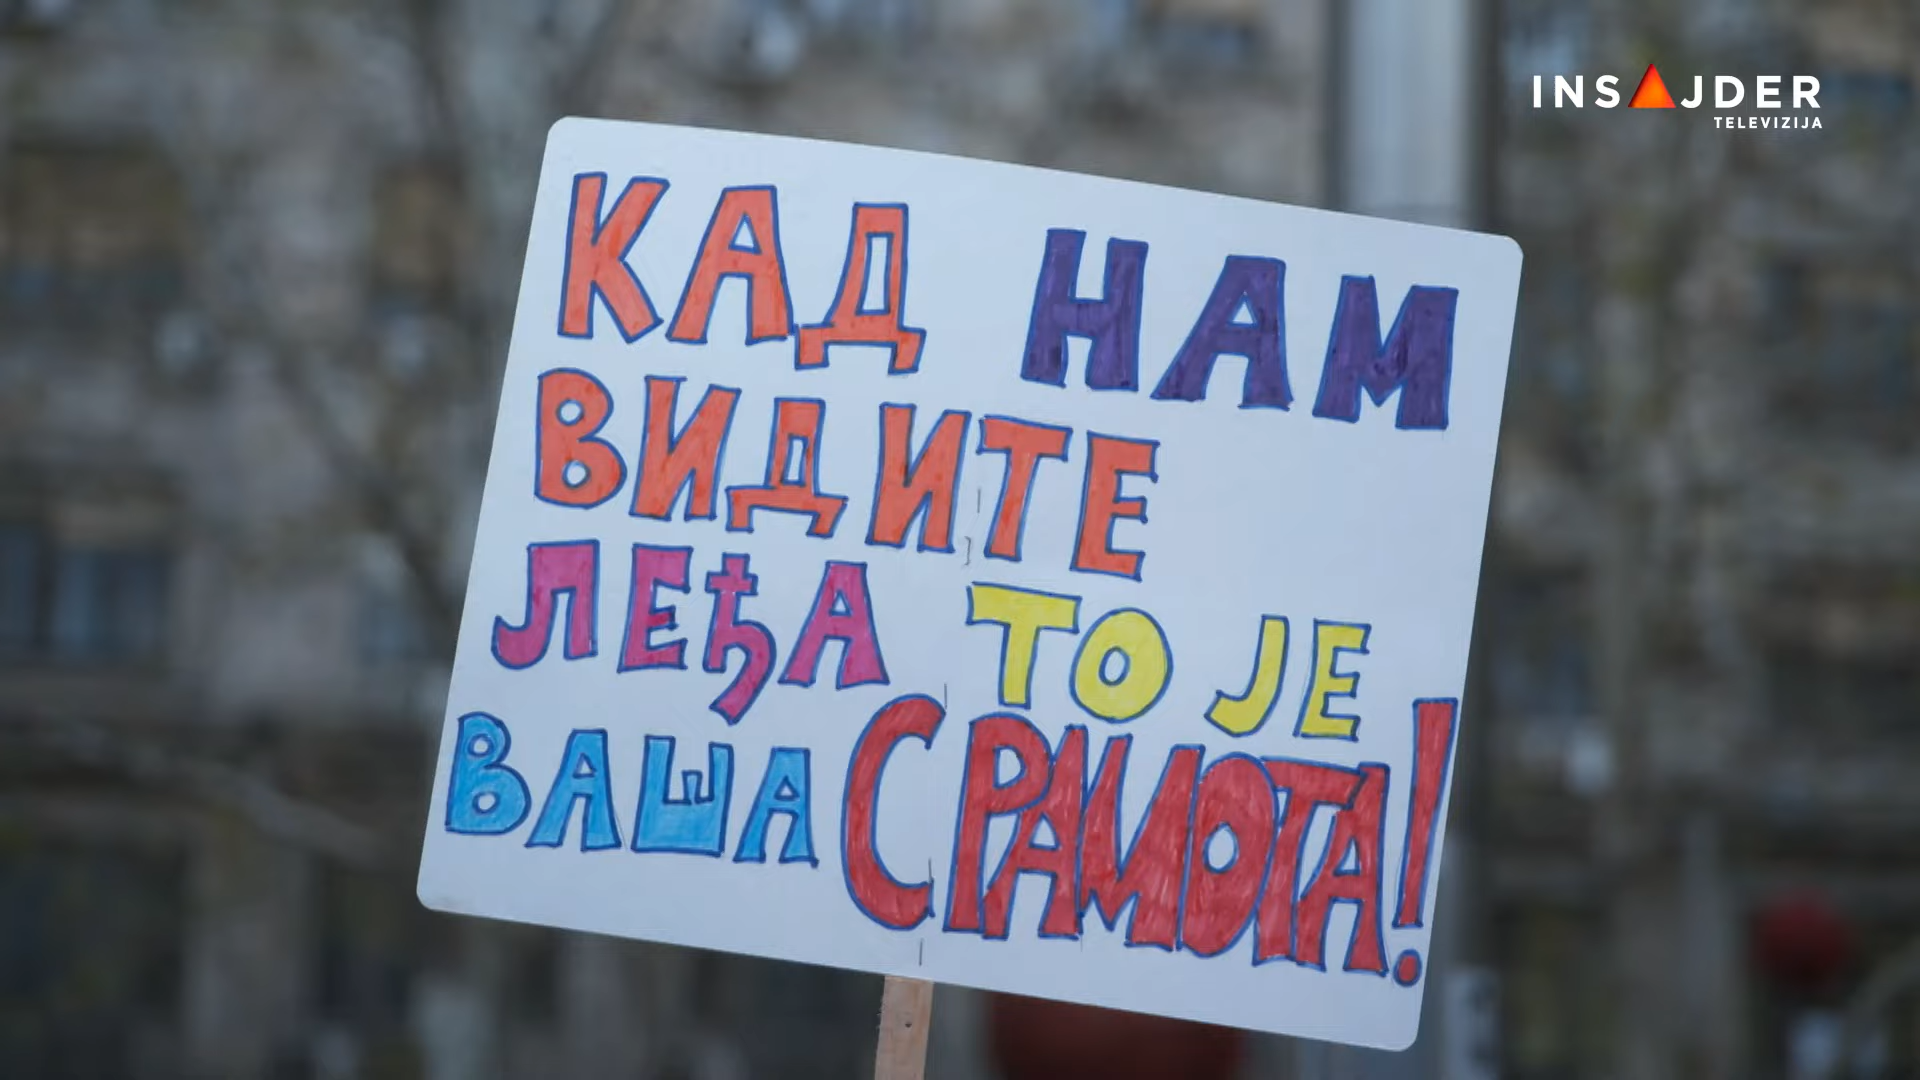 INSAJDER
TELEVIZIJA
КАД НАМ
ВИДИТЕ
ЛЕЂА ТО ЈЕ
ВАША СРАМОТА!